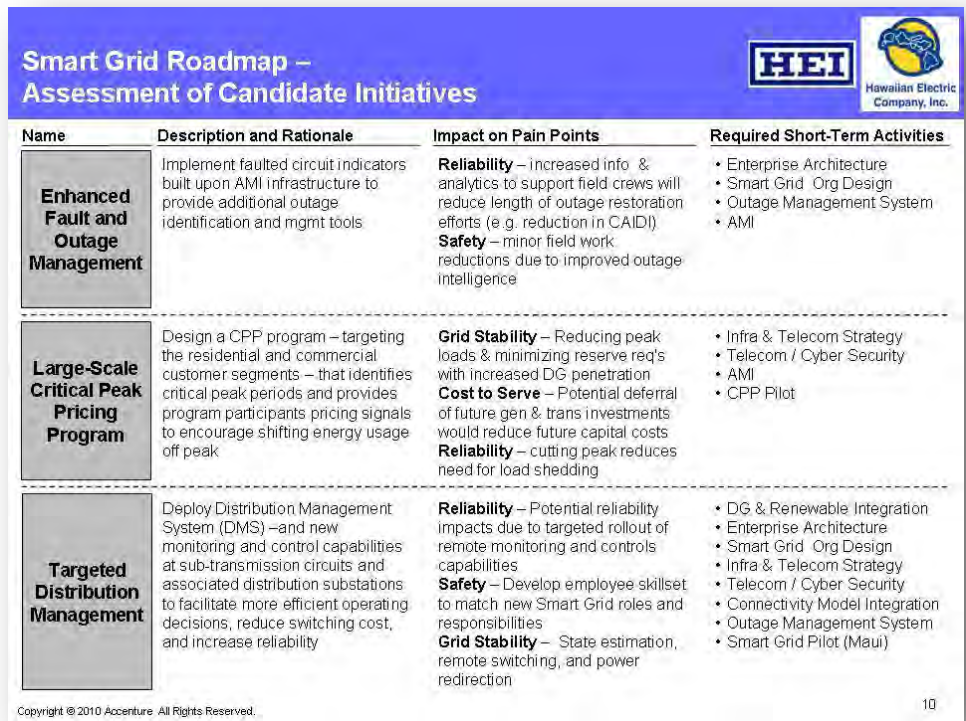 Smart Grid Roadmap –
Assessment of Candidate Initiatives
HEI
Hawaiian Electric
Company, Inc.
Name
Description and Rationale
Impact on Pain Points
Required Short-Term Activities
Enhanced
Fault and
Outage
Management
Implement faulted circuit indicators
built upon AMI infrastructure to
provide additional outage
identification and mgmt tools
Reliability – increased info &
analytics to support field crews will
reduce length of outage restoration
efforts (e.g. reduction in CAIDI)
Safety – minor field work
reductions due to improved outage
intelligence
• Enterprise Architecture
• Smart Grid Org Design
• Outage Management System
• AMI
Large-Scale
Critical Peak
Pricing
Program
Design a CPP program – targeting
the residential and commercial
customer segments – that identifies
critical peak periods and provides
program participants pricing signals
to encourage shifting energy usage
off peak
Grid Stability – Reducing peak
loads & minimizing reserve req's
with increased DG penetration
Cost to Serve – Potential deferral
of future gen & trans investments
would reduce future capital costs
Reliability – cutting peak reduces
need for load shedding
• Infra & Telecom Strategy
• Telecom / Cyber Security
• AMI
• CPP Pilot
Targeted
Distribution
Management
Deploy Distribution Management
System (DMS) –and new
monitoring and control capabilities
at sub-transmission circuits and
associated distribution substations
to facilitate more efficient operating
decisions, reduce switching cost,
and increase reliability
Reliability – Potential reliability
impacts due to targeted rollout of
remote monitoring and controls
capabilities
Safety – Develop employee skillset
to match new Smart Grid roles and
responsibilities
Grid Stability – State estimation,
remote switching, and power
redirection
• DG & Renewable Integration
• Enterprise Architecture
• Smart Grid Org Design
• Infra & Telecom Strategy
• Telecom / Cyber Security
• Connectivity Model Integration
• Outage Management System
• Smart Grid Pilot (Maui)
Copyright © 2010 Accenture All Rights Reserved.
10